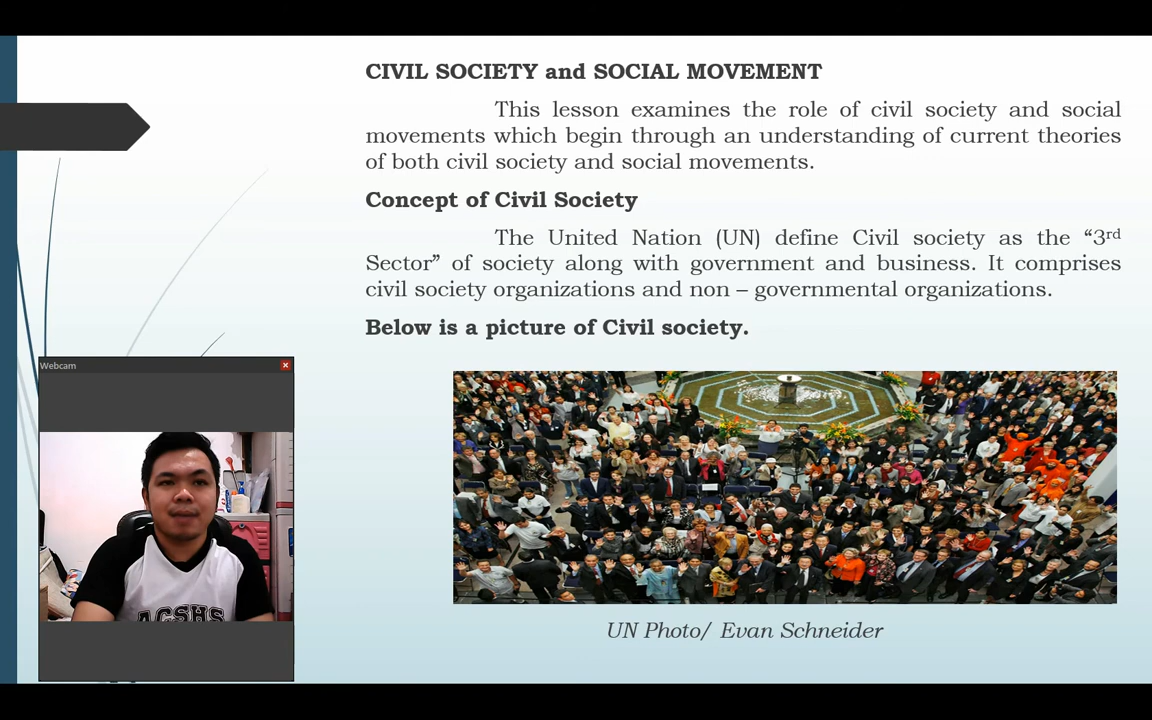 CIVIL SOCIETY and SOCIAL MOVEMENT
This lesson examines the role of civil society and social
movements which begin through an understanding of current theories
of both civil society and social movements.
Concept of Civil Society
The United Nation (UN) define Civil society as the “3rd
Sector” of society along with government and business. It comprises
civil society organizations and non – governmental organizations.
Below is a picture of Civil society.
Webcam
ACSHS
UN Photo/ Evan Schneider